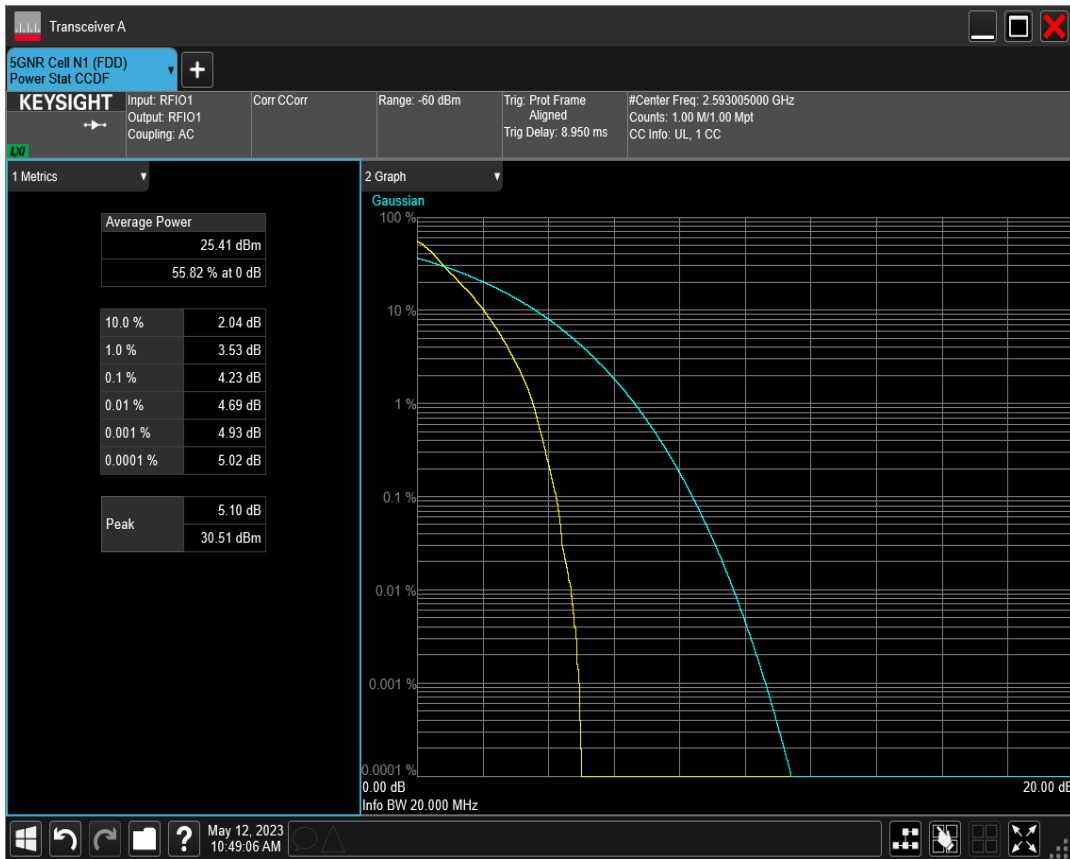 Transceiver A
5GNR Cell N1 (FDD)
Power Stat CCDF
KEYSIGHT
LXI
Input: RFIO1
Output: RFIO1
Coupling: AC
Corr CCorr
Range: -60 dBm
Trig: Prot Frame
Aligned
Trig Delay: 8.950 ms
#Center Freq: 2.593005000 GHz
Counts: 1.00 M/1.00 Mpt
CC Info: UL, 1 CC
1 Metrics
Average Power
25.41 dBm
55.82 % at 0 dB
10.0 % 2.04 dB
1.0 % 3.53 dB
0.1 % 4.23 dB
0.01 % 4.69 dB
0.001 % 4.93 dB
0.0001 % 5.02 dB
Peak 5.10 dB
30.51 dBm
2 Graph
Gaussian
100 %
10 %
1 %
0.1 %
0.01 %
0.001 %
0.0001 %
0.00 dB 20.00 dB
Info BW 20.000 MHz
?
May 12, 2023
10:49:06 AM